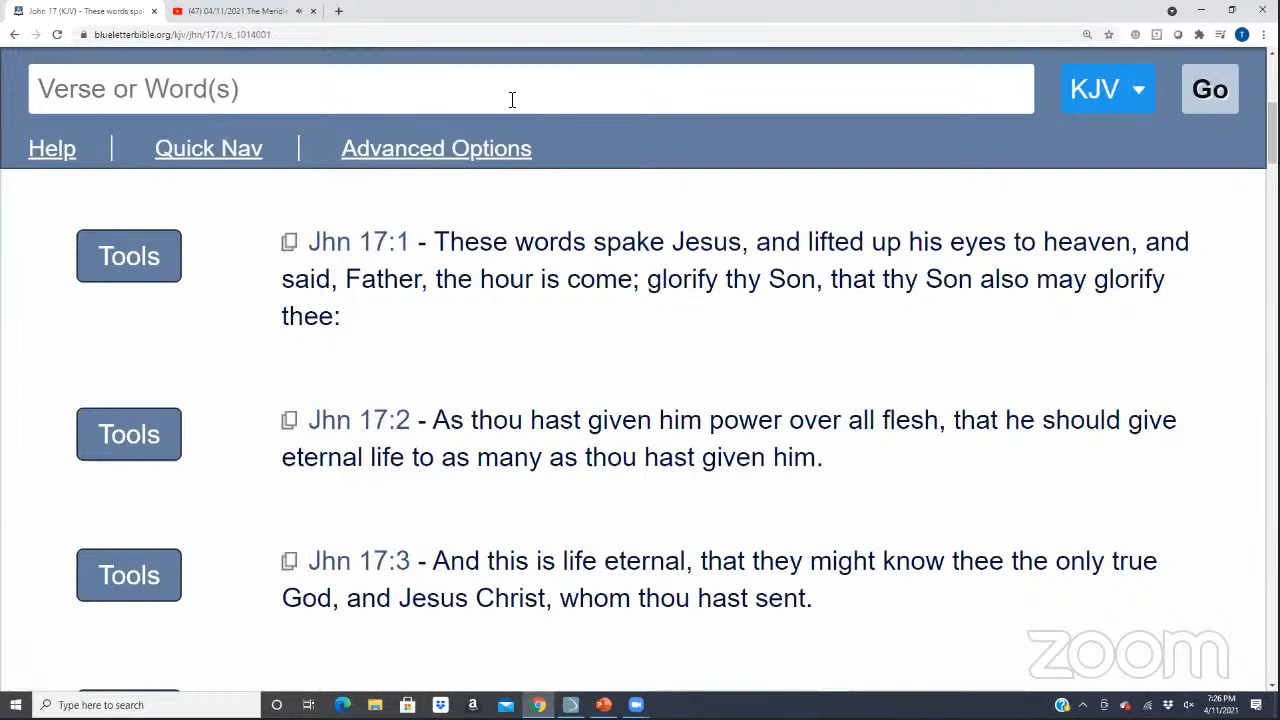 John 17 (KJV) - These words spa
(47) 04/11/2021 The Meridi
blueletterbible.org/kjv/jhn/17/1/s_1014001
T
Verse or Word(s)
KJV
Go
Help
Quick Nav
Advanced Options
Tools
Jhn 17:1 - These words spake Jesus, and lifted up his eyes to heaven, and
said, Father, the hour is come; glorify thy Son, that thy Son also may glorify
thee:
Tools
Jhn 17:2 - As thou hast given him power over all flesh, that he should give
eternal life to as many as thou hast given him.
Tools
Jhn 17:3 - And this is life eternal, that they might know thee the only true
God, and Jesus Christ, whom thou hast sent.
zoom
Type here to search
7:26 PM
4/11/2021